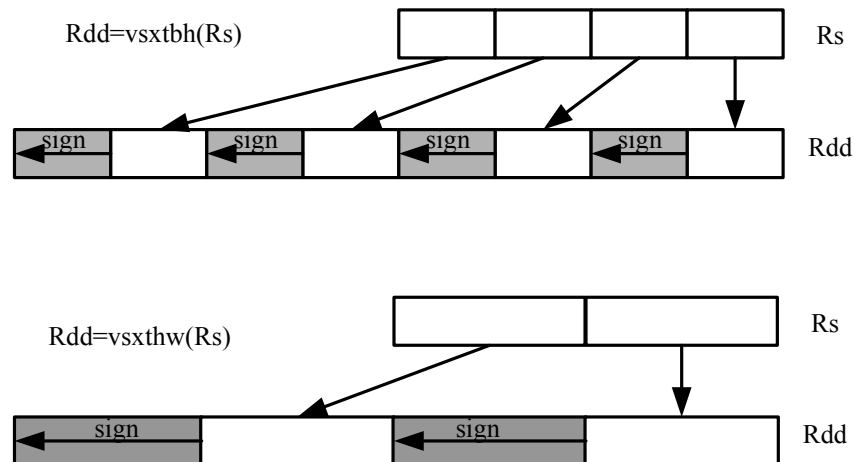 Rdd=vsxtbh(Rs)
Rs
sign sign sign sign
Rdd
Rdd=vsxthw(Rs)
Rs
sign sign
Rdd